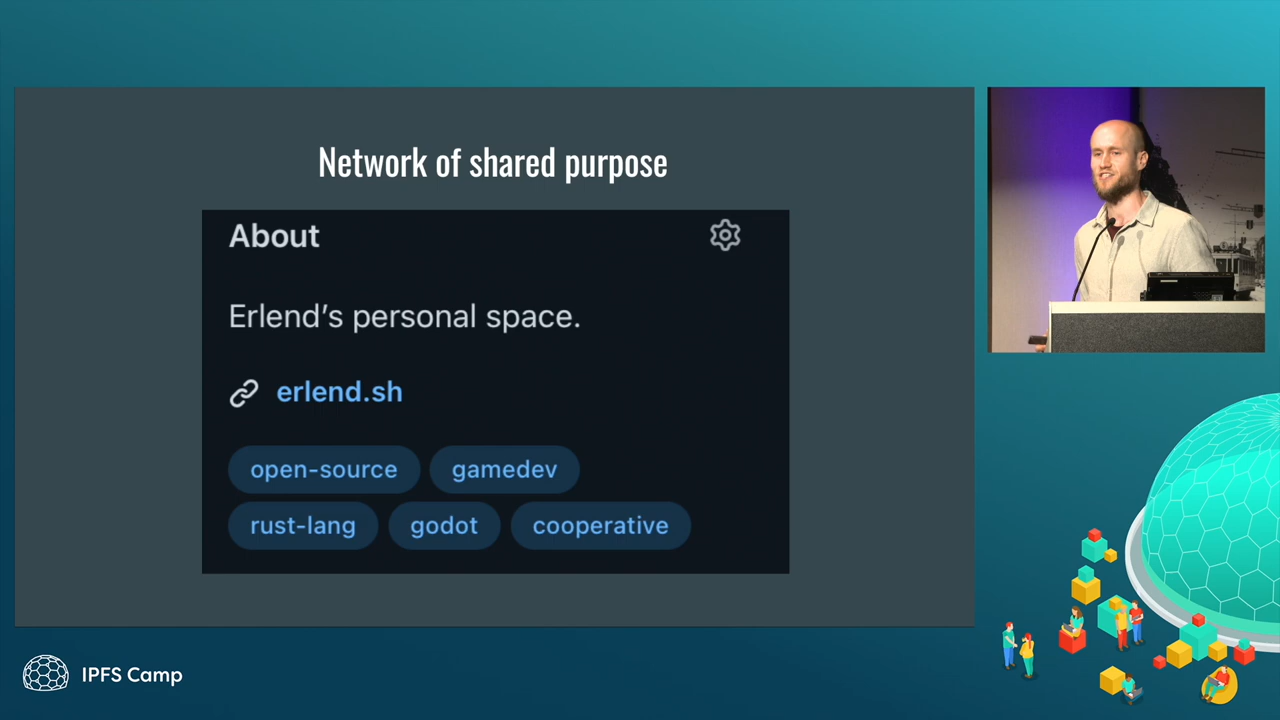 Network of shared purpose
About
Erlend's personal space.
erlend.sh
open-source gamedev
rust-lang godot cooperative
IPFS Camp